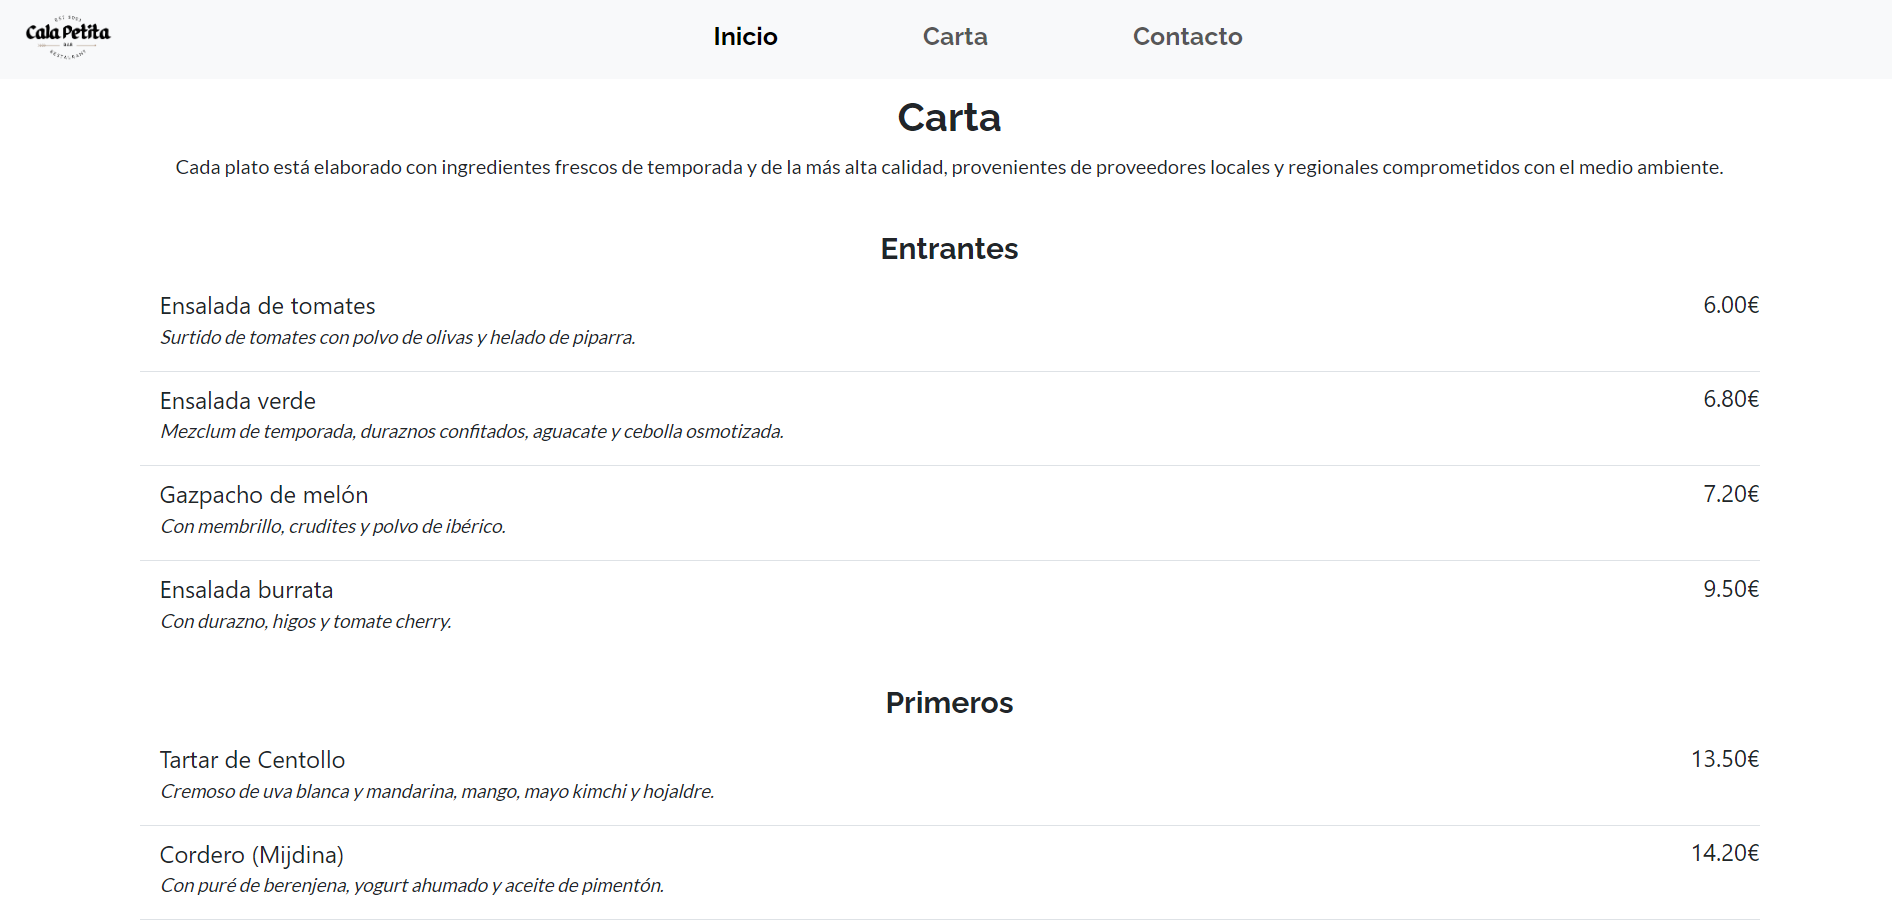 Cala Petita
BAR
RESTAURANT
Inicio
Carta
Contacto
Carta
Cada plato está elaborado con ingredientes frescos de temporada y de la más alta calidad, provenientes de proveedores locales y regionales comprometidos con el medio ambiente.
Entrantes
Ensalada de tomates
6.00€
Surtido de tomates con polvo de olivas y helado de piparra.
Ensalada verde
6.80€
Mezclum de temporada, duraznos confitados, aguacate y cebolla osmotizada.
Gazpacho de melón
7.20€
Con membrillo, crudites y polvo de ibérico.
Ensalada burrata
9.50€
Con durazno, higos y tomate cherry.
Primeros
Tartar de Centollo
13.50€
Cremoso de uva blanca y mandarina, mango, mayo kimchi y hojaldre.
Cordero (Mijdina)
14.20€
Con puré de berenjena, yogurt ahumado y aceite de pimentón.